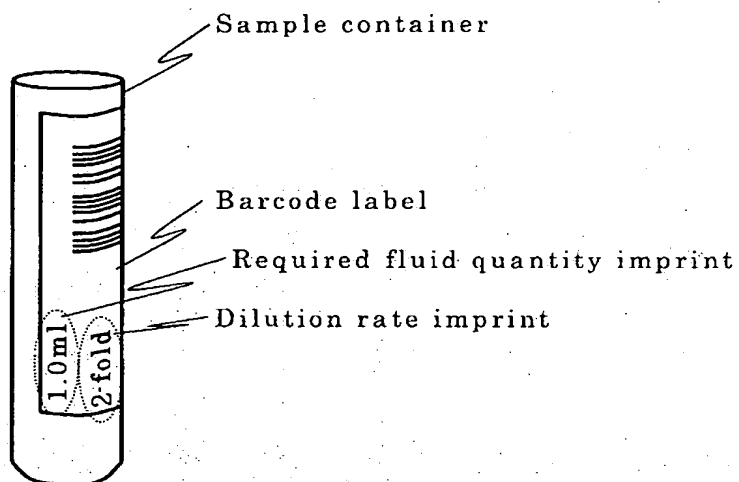 Sample container
Barcode label
Required fluid quantity imprint
Dilution rate imprint
1.0ml
2-fold